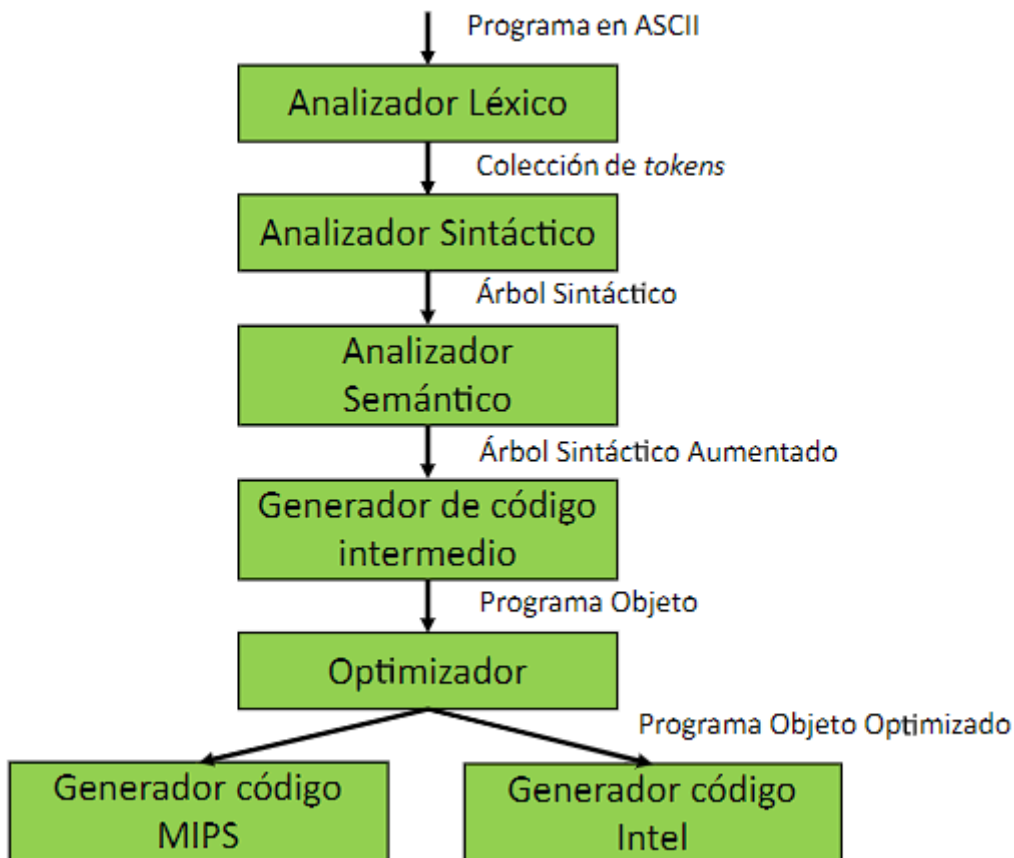 Programa en ASCII
Analizador Léxico
Colección de tokens
Analizador Sintáctico
Árbol Sintáctico
Analizador
Semántico
Árbol Sintáctico Aumentado
Generador de código
intermedio
Programa Objeto
Optimizador
Programa Objeto Optimizado
Generador código
MIPS
Generador código
Intel